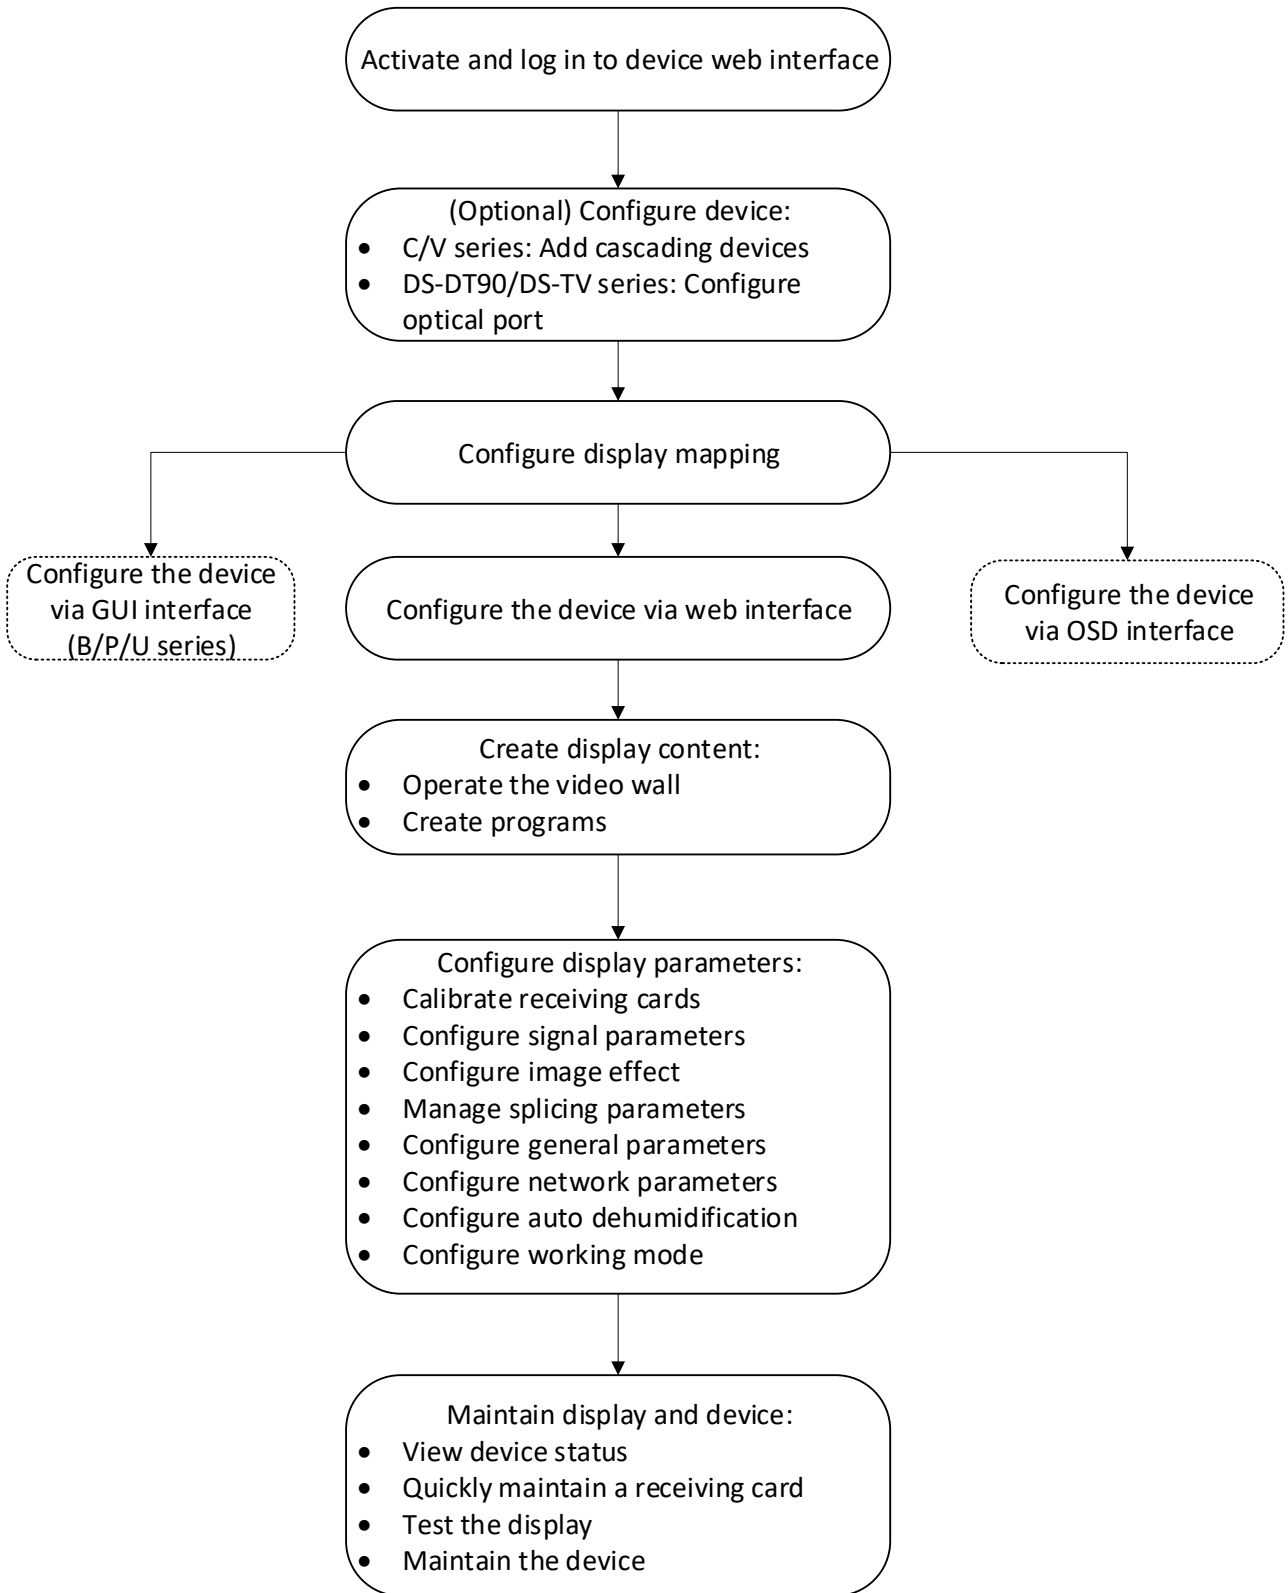 Activate and log in to device web interface
(Optional) Configure device:
• C/V series: Add cascading devices
• DS-DT90/DS-TV series: Configure
optical port
Configure display mapping
Configure the device
via GUI interface
(B/P/U series)
Configure the device via web interface
Configure the device
via OSD interface
Create display content:
• Operate the video wall
• Create programs
Configure display parameters:
• Calibrate receiving cards
• Configure signal parameters
• Configure image effect
• Manage splicing parameters
• Configure general parameters
• Configure network parameters
• Configure auto dehumidification
• Configure working mode
Maintain display and device:
• View device status
• Quickly maintain a receiving card
• Test the display
• Maintain the device